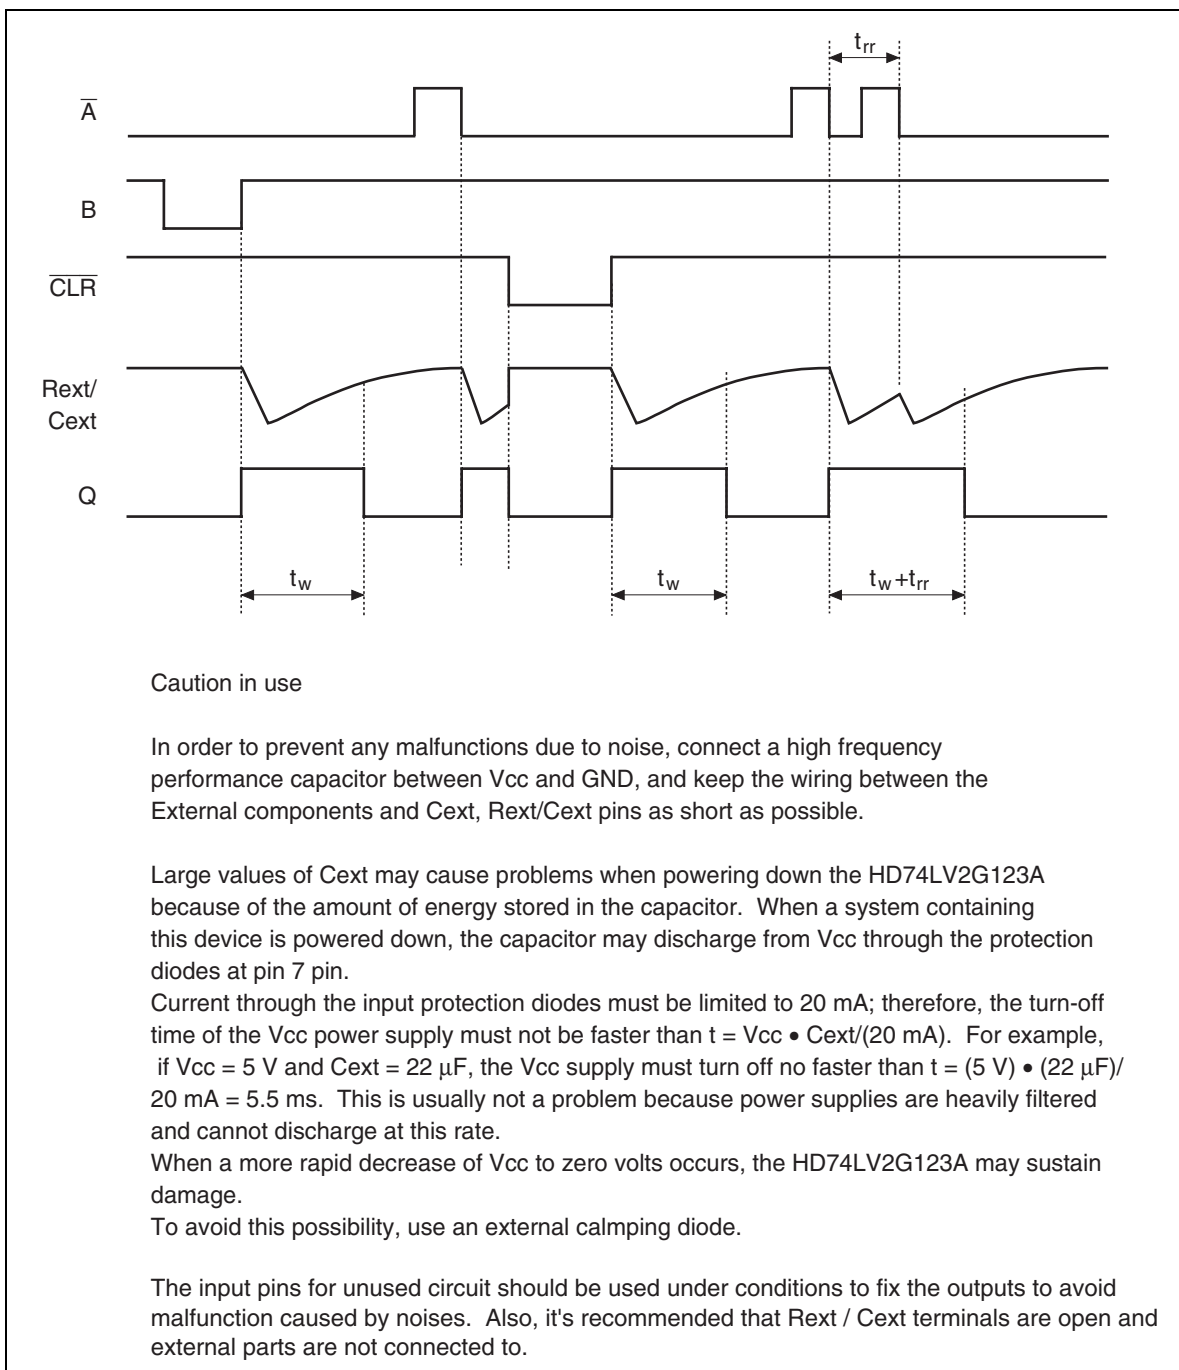 t_rr
A̅
B
C̅L̅R̅
Rext/
Cext
Q
t_w
t_w
t_w+t_rr
Caution in use
In order to prevent any malfunctions due to noise, connect a high frequency
performance capacitor between Vcc and GND, and keep the wiring between the
External components and Cext, Rext/Cext pins as short as possible.
Large values of Cext may cause problems when powering down the HD74LV2G123A
because of the amount of energy stored in the capacitor.  When a system containing
this device is powered down, the capacitor may discharge from Vcc through the protection
diodes at pin 7 pin.
Current through the input protection diodes must be limited to 20 mA; therefore, the turn-off
time of the Vcc power supply must not be faster than t = Vcc • Cext/(20 mA).  For example,
if Vcc = 5 V and Cext = 22 μF, the Vcc supply must turn off no faster than t = (5 V) • (22 μF)/
20 mA = 5.5 ms.  This is usually not a problem because power supplies are heavily filtered
and cannot discharge at this rate.
When a more rapid decrease of Vcc to zero volts occurs, the HD74LV2G123A may sustain
damage.
To avoid this possibility, use an external calmping diode.
The input pins for unused circuit should be used under conditions to fix the outputs to avoid
malfunction caused by noises.  Also, it's recommended that Rext / Cext terminals are open and
external parts are not connected to.